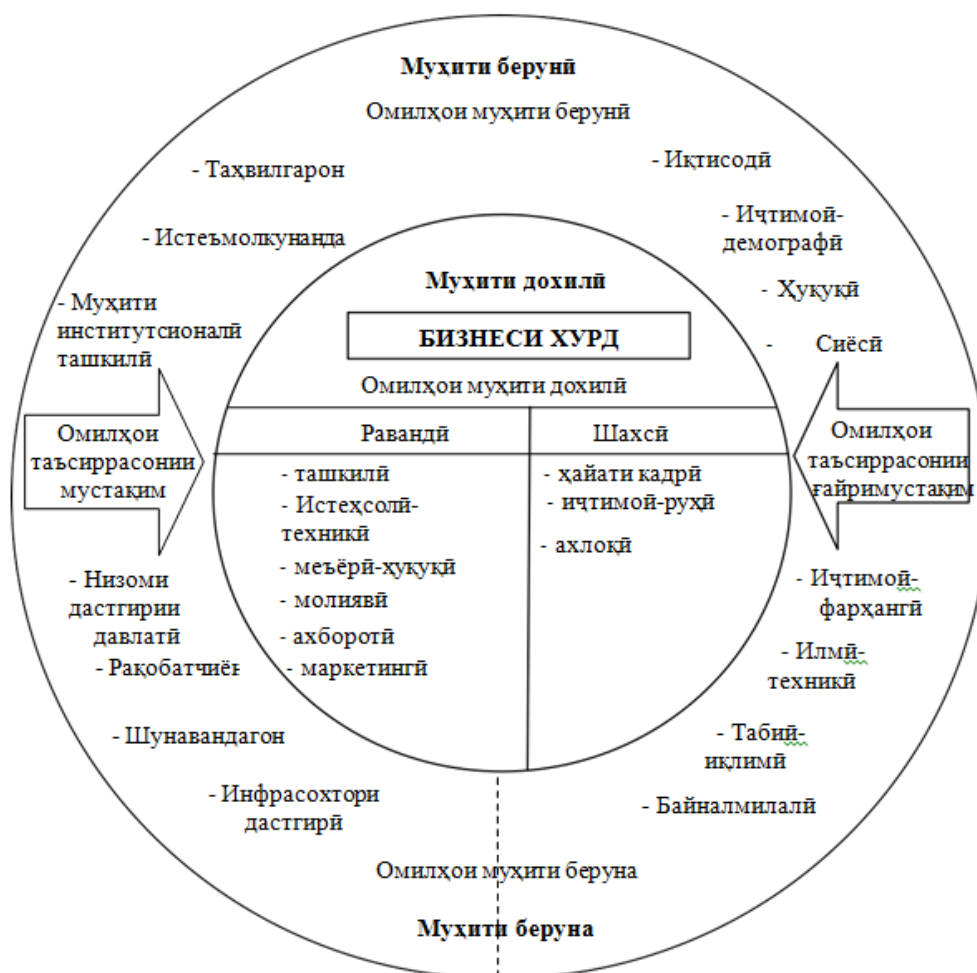 Муҳити берунӣ
Омилҳои муҳити берунӣ
- Таҳвилгарон
- Истеъмолкунанда
- Муҳити
институтсионалӣ
ташкилӣ
Омилҳои
таъсиррасонии
мустақим
- Низоми
дастгирии
давлатӣ
- Рақобатчиён
- Шунавандагон
- Инфрасохтори
дастгирӣ
Муҳити дохилӣ
БИЗНЕСИ ХУРД
Омилҳои муҳити дохилӣ
Равандӣ
- ташкилӣ
- Истеҳсолӣ-
техникӣ
- меъёрӣ-ҳуқуқӣ
- молиявӣ
- ахборотӣ
- маркетингӣ
Шахсӣ
- ҳайати кадрӣ
- иҷтимоӣ-руҳӣ
- ахлоқӣ
- Иқтисодӣ
- Иҷтимоӣ-
демографӣ
- Ҳуқуқӣ
- Сиёсӣ
Омилҳои
таъсиррасонии
ғайримустақим
- Иҷтимоӣ-
фарҳангӣ
- Илмӣ-
техникӣ
- Табиӣ-
иқлимӣ
- Байналмилалӣ
Омилҳои муҳити беруна
Муҳити беруна